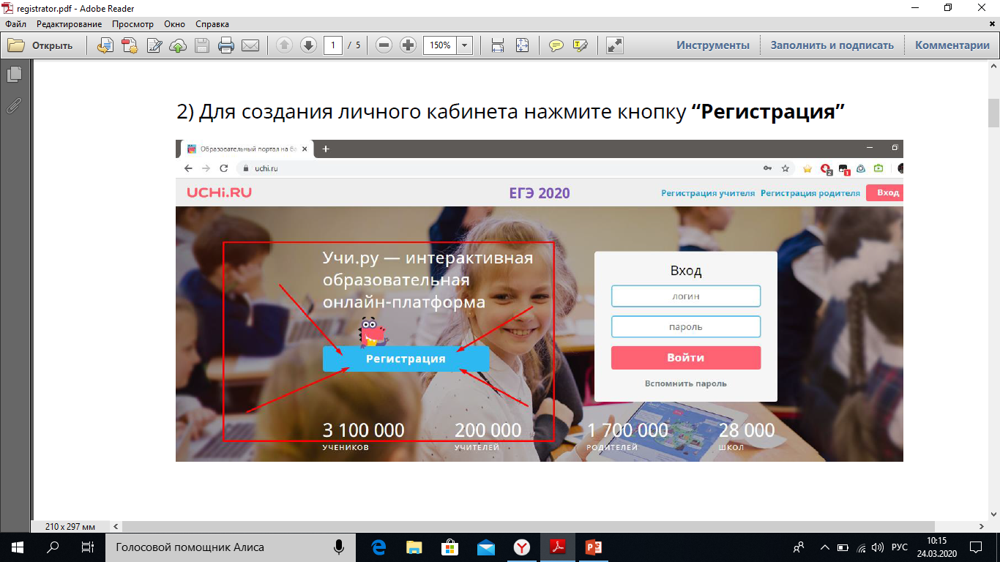 registrator.pdf - Adobe Reader
Файл Редактирование Просмотр Окно Справка
Открыть 1 / 5 150% Инструменты Заполнить и подписать Комментарии
2) Для создания личного кабинета нажмите кнопку “Регистрация”
Образовательный портал на ба
uchi.ru
2 1
UCHi.RU ЕГЭ 2020 Регистрация учителя Регистрация родителя Вход
Учи.ру — интерактивная
образовательная
онлайн-платформа
Регистрация
Вход
логин
пароль
Войти
Вспомнить пароль
3 100 000 200 000 1 700 000 28 000
УЧЕНИКОВ УЧИТЕЛЕЙ РОДИТЕЛЕЙ ШКОЛ
210 x 297 мм
Голосовой помощник Алиса
РУС
10:15
24.03.2020